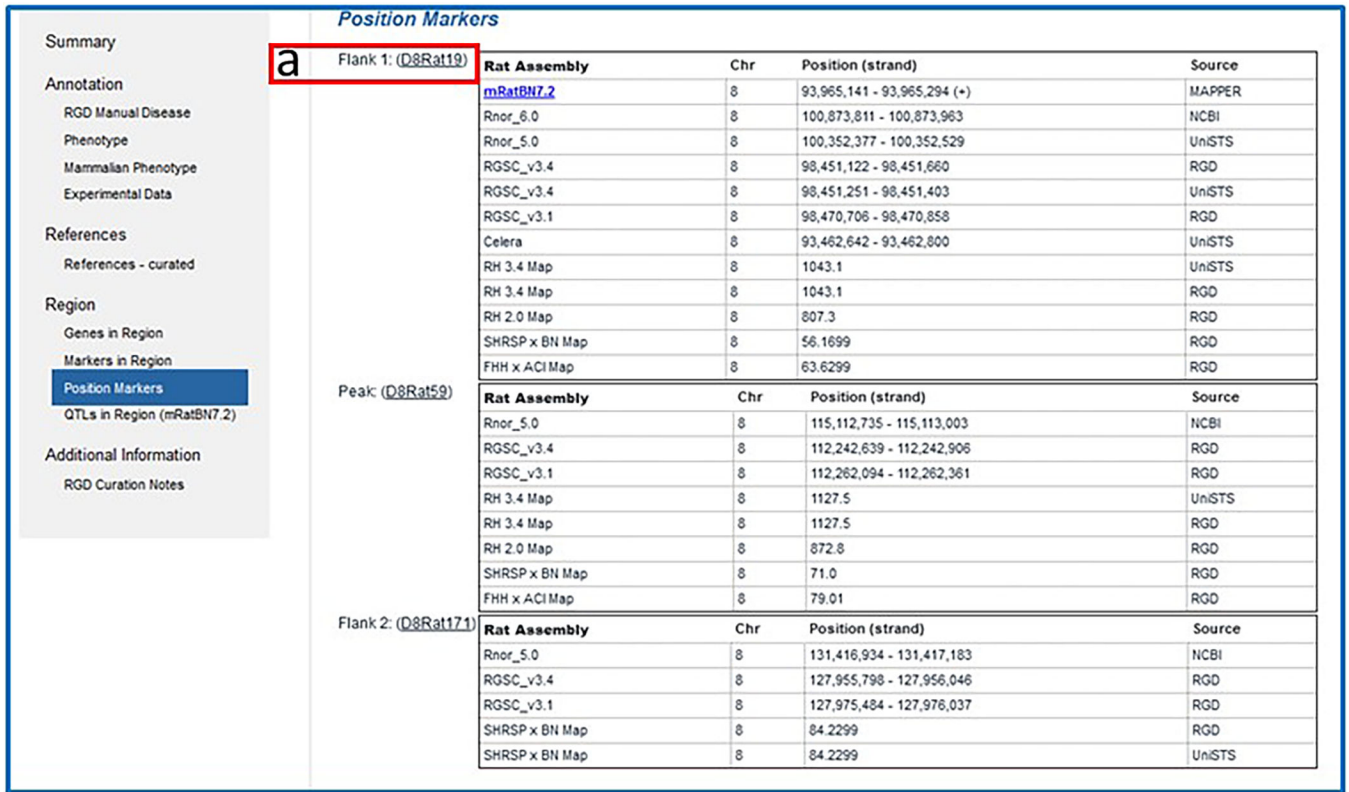 Position Markers
Summary
Annotation
RGD Manual Disease
Phenotype
Mammalian Phenotype
Experimental Data
References
References - curated
Region
Genes in Region
Markers in Region
Position Markers
QTLs in Region (mRatBN7.2)
Additional Information
RGD Curation Notes
a
Flank 1: (D8Rat19)
Rat Assembly Chr Position (strand) Source
mRatBN7.2 8 93,965,141 - 93,965,294 (+) MAPPER
Rnor_6.0 8 100,873,811 - 100,873,963 NCBI
Rnor_5.0 8 100,352,377 - 100,352,529 UniSTS
RGSC_v3.4 8 98,451,122 - 98,451,660 RGD
RGSC_v3.4 8 98,451,251 - 98,451,403 UniSTS
RGSC_v3.1 8 98,470,706 - 98,470,858 RGD
Celera 8 93,462,642 - 93,462,800 UniSTS
RH 3.4 Map 8 1043.1 UniSTS
RH 3.4 Map 8 1043.1 RGD
RH 2.0 Map 8 807.3 RGD
SHRSP x BN Map 8 56.1699 RGD
FHH x ACI Map 8 63.6299 RGD
Peak: (D8Rat59)
Rat Assembly Chr Position (strand) Source
Rnor_5.0 8 115,112,735 - 115,113,003 NCBI
RGSC_v3.4 8 112,242,639 - 112,242,906 RGD
RGSC_v3.1 8 112,262,094 - 112,262,361 RGD
RH 3.4 Map 8 1127.5 UniSTS
RH 3.4 Map 8 1127.5 RGD
RH 2.0 Map 8 872.8 RGD
SHRSP x BN Map 8 71.0 RGD
FHH x ACI Map 8 79.01 RGD
Flank 2: (D8Rat171)
Rat Assembly Chr Position (strand) Source
Rnor_5.0 8 131,416,934 - 131,417,183 NCBI
RGSC_v3.4 8 127,955,798 - 127,956,046 RGD
RGSC_v3.1 8 127,975,484 - 127,976,037 RGD
SHRSP x BN Map 8 84.2299 RGD
SHRSP x BN Map 8 84.2299 UniSTS